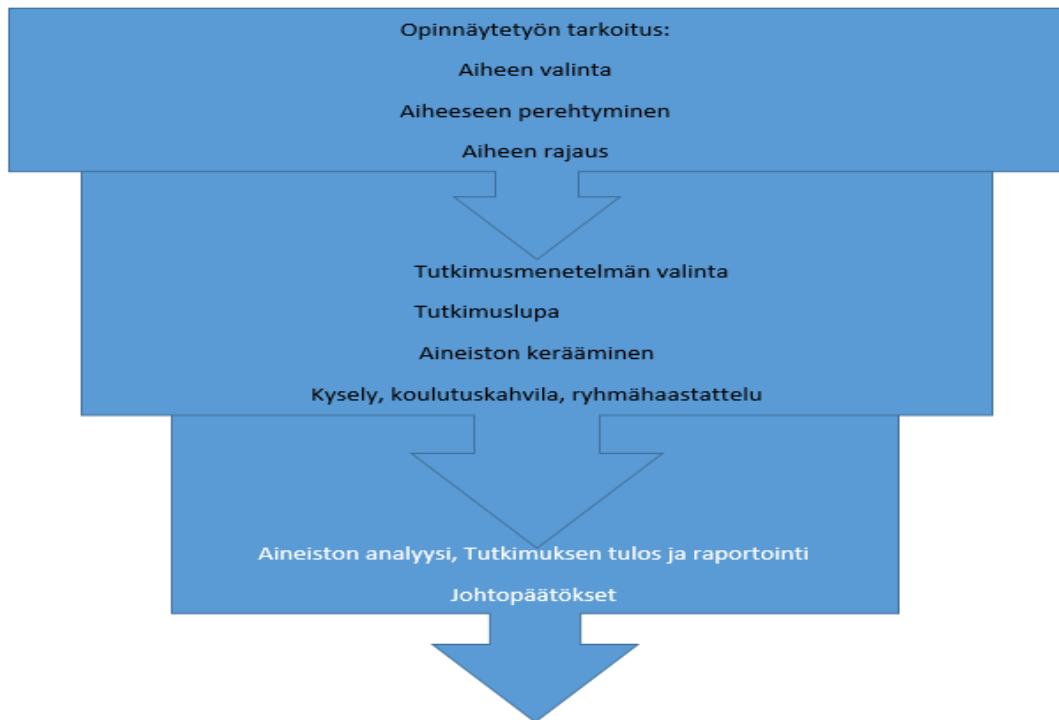 Opinnäytetyön tarkoitus:
Aiheen valinta
Aiheeseen perehtyminen
Aiheen rajaus
Tutkimusmenetelmän valinta
Tutkimuslupa
Aineiston kerääminen
Kysely, koulutuskahvila, ryhmähaastattelu
Aineiston analyysi, Tutkimuksen tulos ja raportointi
Johtopäätökset